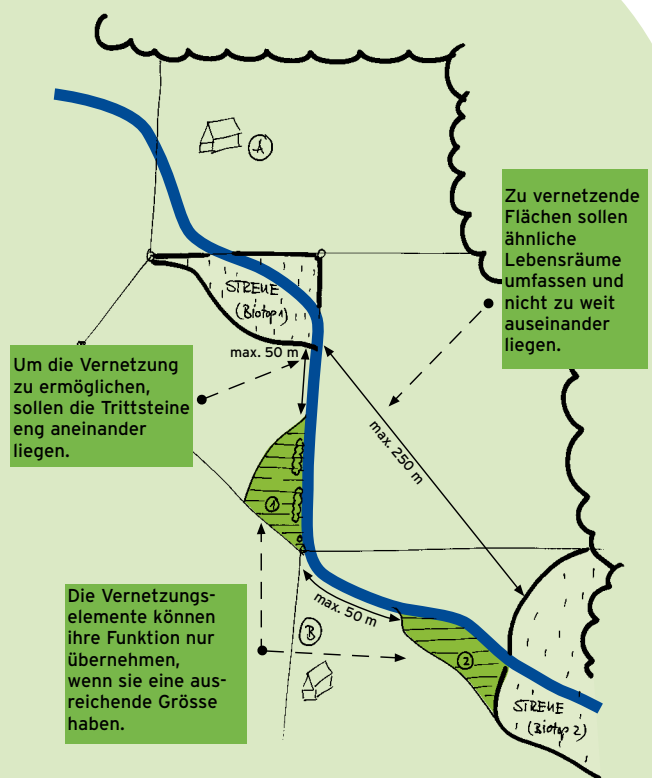 A
Zu vernetzende
Flächen sollen
ähnliche
Lebensräume
umfassen und
nicht zu weit
auseinander
liegen.
STREUE
(Biotop 1)
max. 50 m
Um die Vernetzung
zu ermöglichen,
sollen die Trittsteine
eng aneinander
liegen.
max. 250 m
1
Die Vernetzungs-
elemente können
ihre Funktion nur
übernehmen,
wenn sie eine aus-
reichende Grösse
haben.
max. 50 m
B
2
STREUE
(Biotop 2)